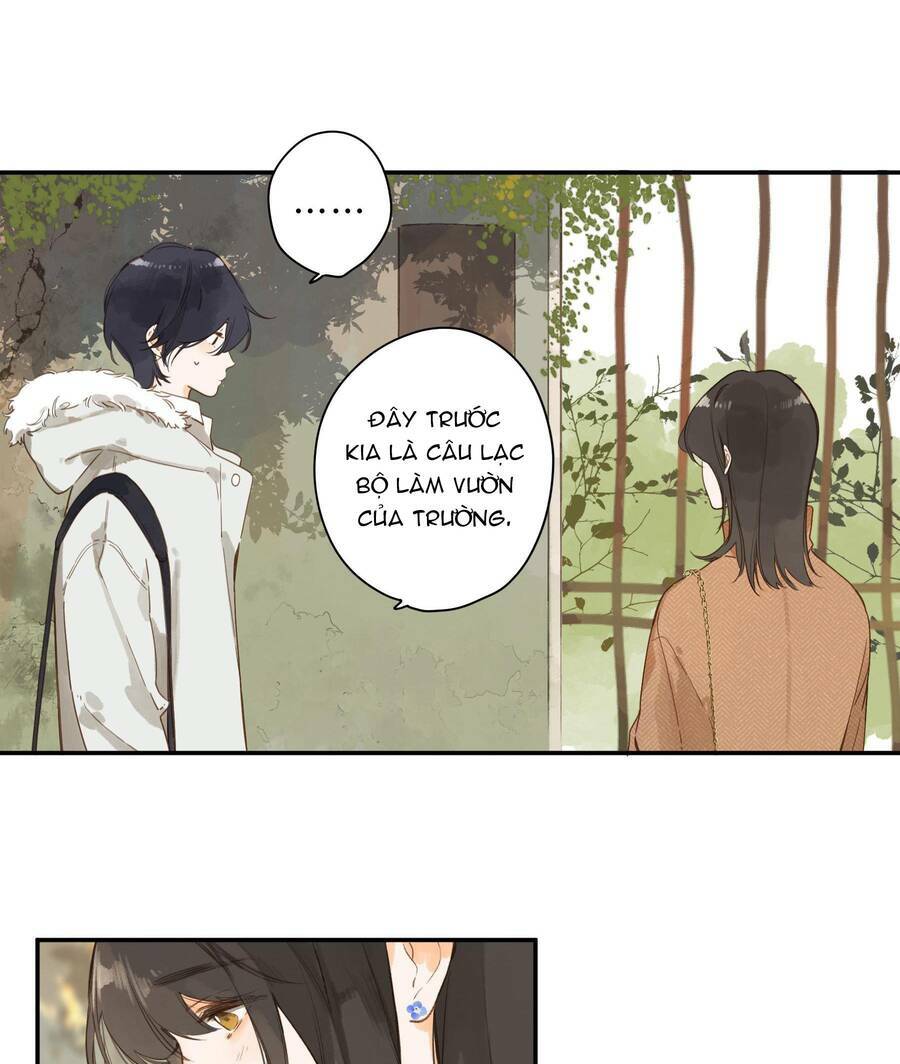 ......
ĐÂY TRƯỚC
KIA LÀ CÂU LẠC
BỘ LÀM VƯỜN
CỦA TRƯỜNG.